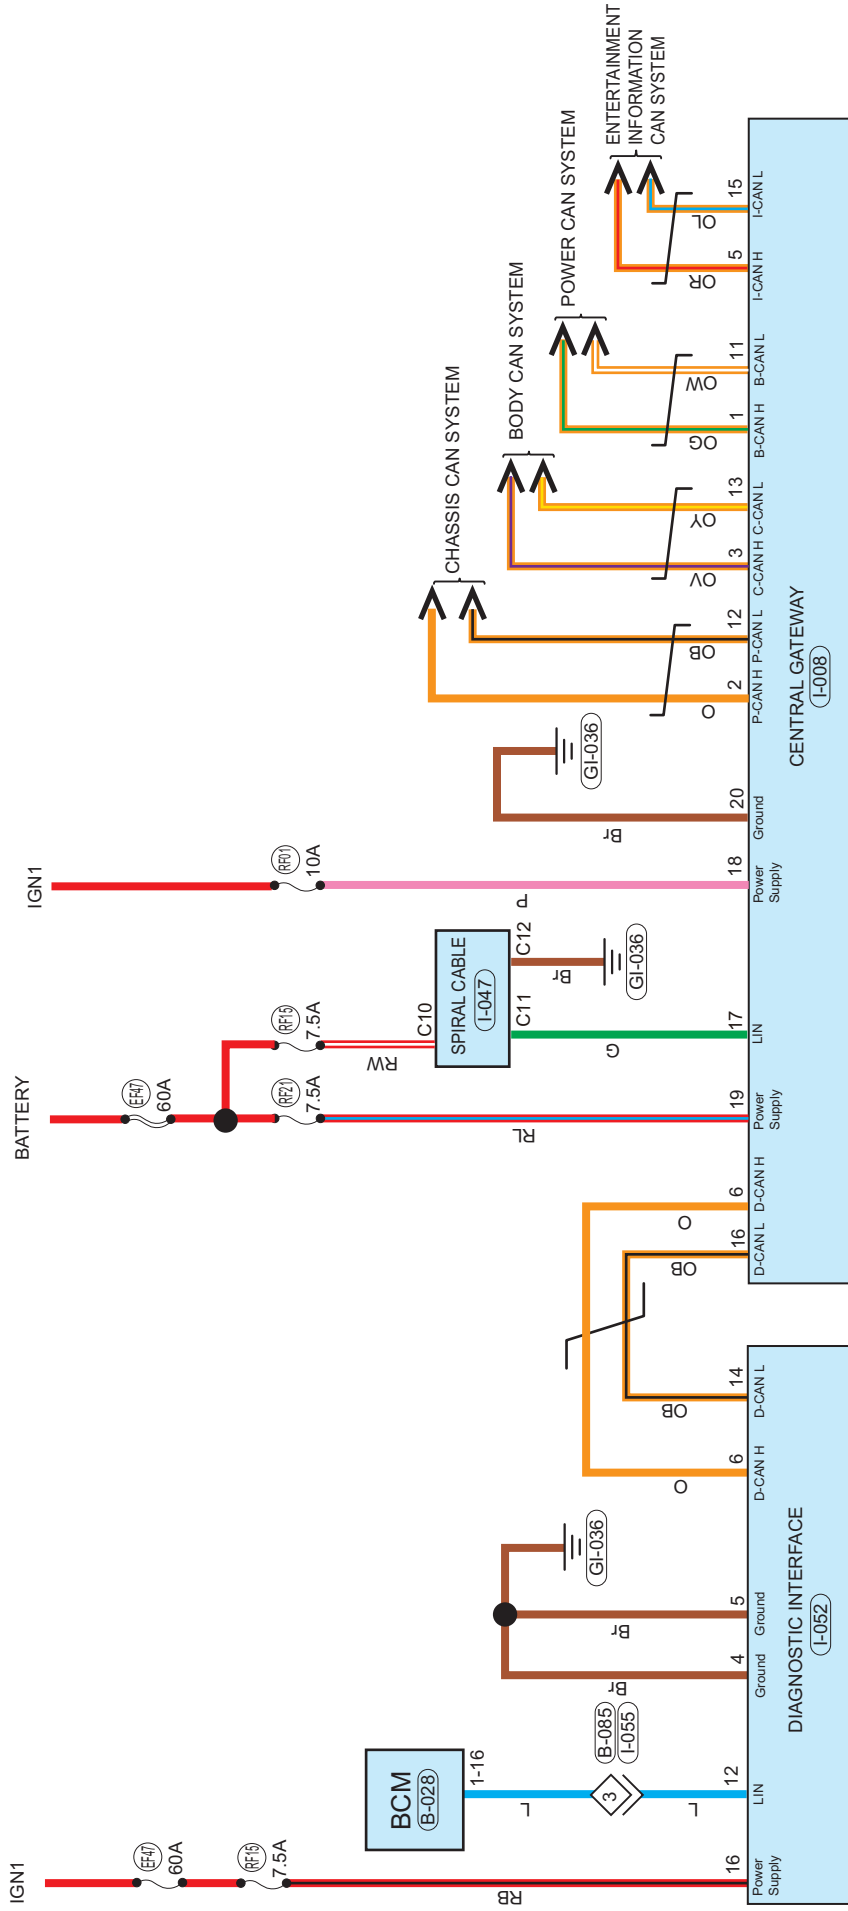 IGN1
EF47
60A
RF15
7.5A
RB
16
Power
Supply
BCM
B-028
1-16
L
3
B-085
I-055
L
12
LIN
Br
4
Ground
Br
5
Ground
GI-036
O
6
D-CAN H
OB
14
D-CAN L
DIAGNOSTIC INTERFACE
I-052
OB
16
D-CAN L
O
6
D-CAN H
BATTERY
EF47
60A
RF21
7.5A
RL
19
Power
Supply
RF15
7.5A
RW
C10
SPIRAL CABLE
I-047
C11
C12
G
17
LIN
Br
GI-036
IGN1
RF01
10A
P
18
Power
Supply
Br
20
Ground
GI-036
O
2
P-CAN H
OB
12
P-CAN L
CHASSIS CAN SYSTEM
OV
3
C-CAN H
OY
13
C-CAN L
BODY CAN SYSTEM
OG
1
B-CAN H
OW
11
B-CAN L
POWER CAN SYSTEM
OR
5
I-CAN H
OL
15
I-CAN L
ENTERTAINMENT
INFORMATION
CAN SYSTEM
CENTRAL GATEWAY
I-008